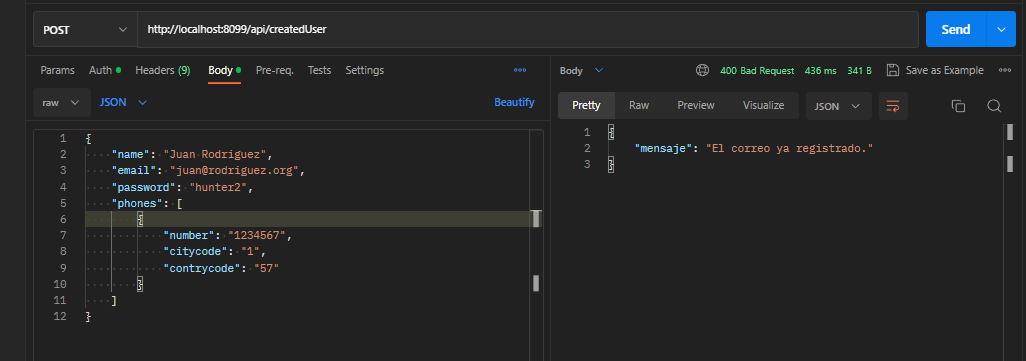 POST http://localhost:8099/api/createdUser Send
Params Auth Headers (9) Body Pre-req. Tests Settings
raw JSON Beautify
1 {
2 "name": "Juan Rodriguez",
3 "email": "juan@rodriguez.org",
4 "password": "hunter2",
5 "phones": [
6 {
7 "number": "1234567",
8 "citycode": "1",
9 "contrycode": "57"
10 }
11 ]
12 }
Body 400 Bad Request 436 ms 341 B Save as Example
Pretty Raw Preview Visualize JSON
1 {
2 "mensaje": "El correo ya registrado."
3 }